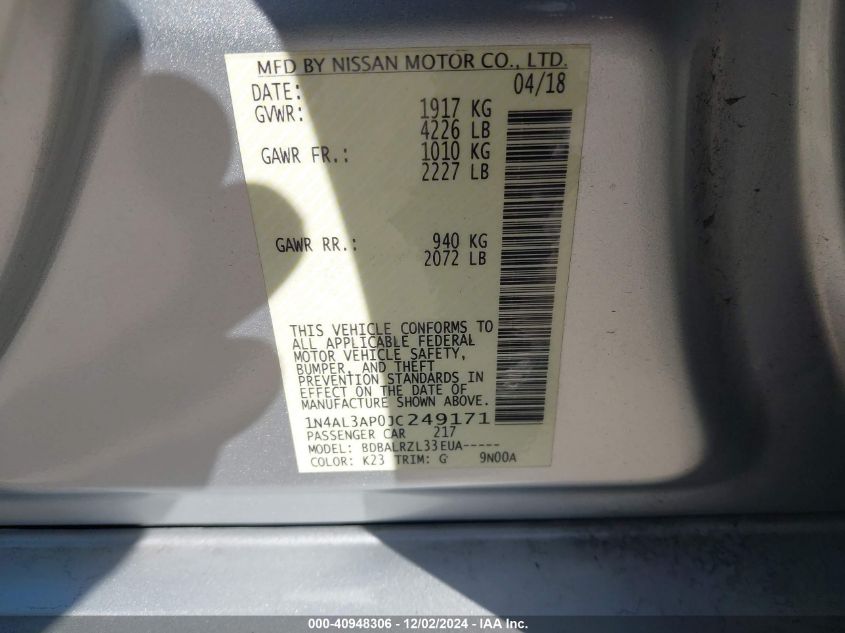 MFD BY NISSAN MOTOR CO., LTD.
DATE: 04/18
GVWR: 1917 KG
4226 LB
GAWR FR.: 1010 KG
2227 LB
GAWR RR.: 940 KG
2072 LB
THIS VEHICLE CONFORMS TO
ALL APPLICABLE FEDERAL
MOTOR VEHICLE SAFETY,
BUMPER, AND THEFT
PREVENTION STANDARDS IN
EFFECT ON THE DATE OF
MANUFACTURE SHOWN ABOVE.
1N4AL3AP0JC249171
PASSENGER CAR 217
MODEL: BDBALRZL33EUA-----
COLOR: K23 TRIM: G 9N00A
000-40948306 - 12/02/2024 - 1N4AL3AP0JC249171